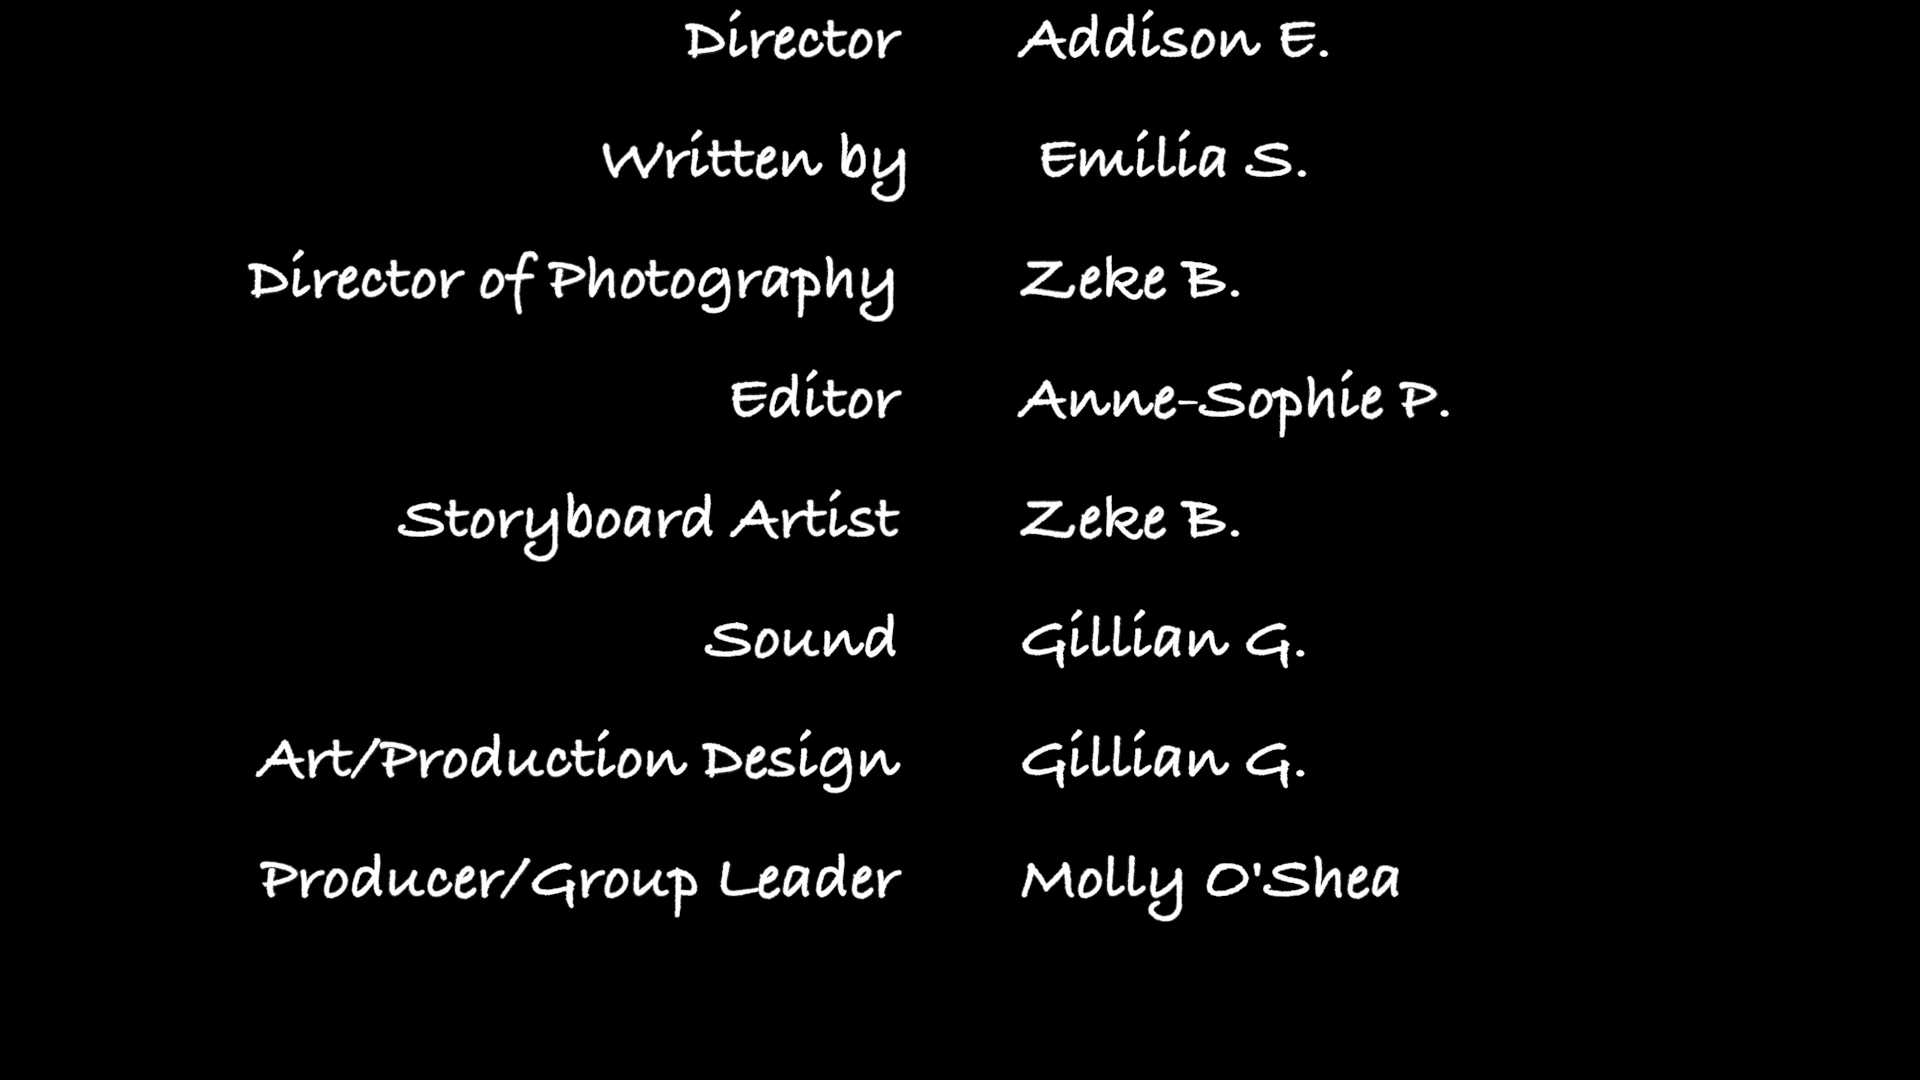 Director Addison E.
Written by Emilia S.
Director of Photography Zeke B.
Editor Anne-Sophie P.
Storyboard Artist Zeke B.
Sound Gillian G.
Art/Production Design Gillian G.
Producer/Group Leader Molly O'Shea